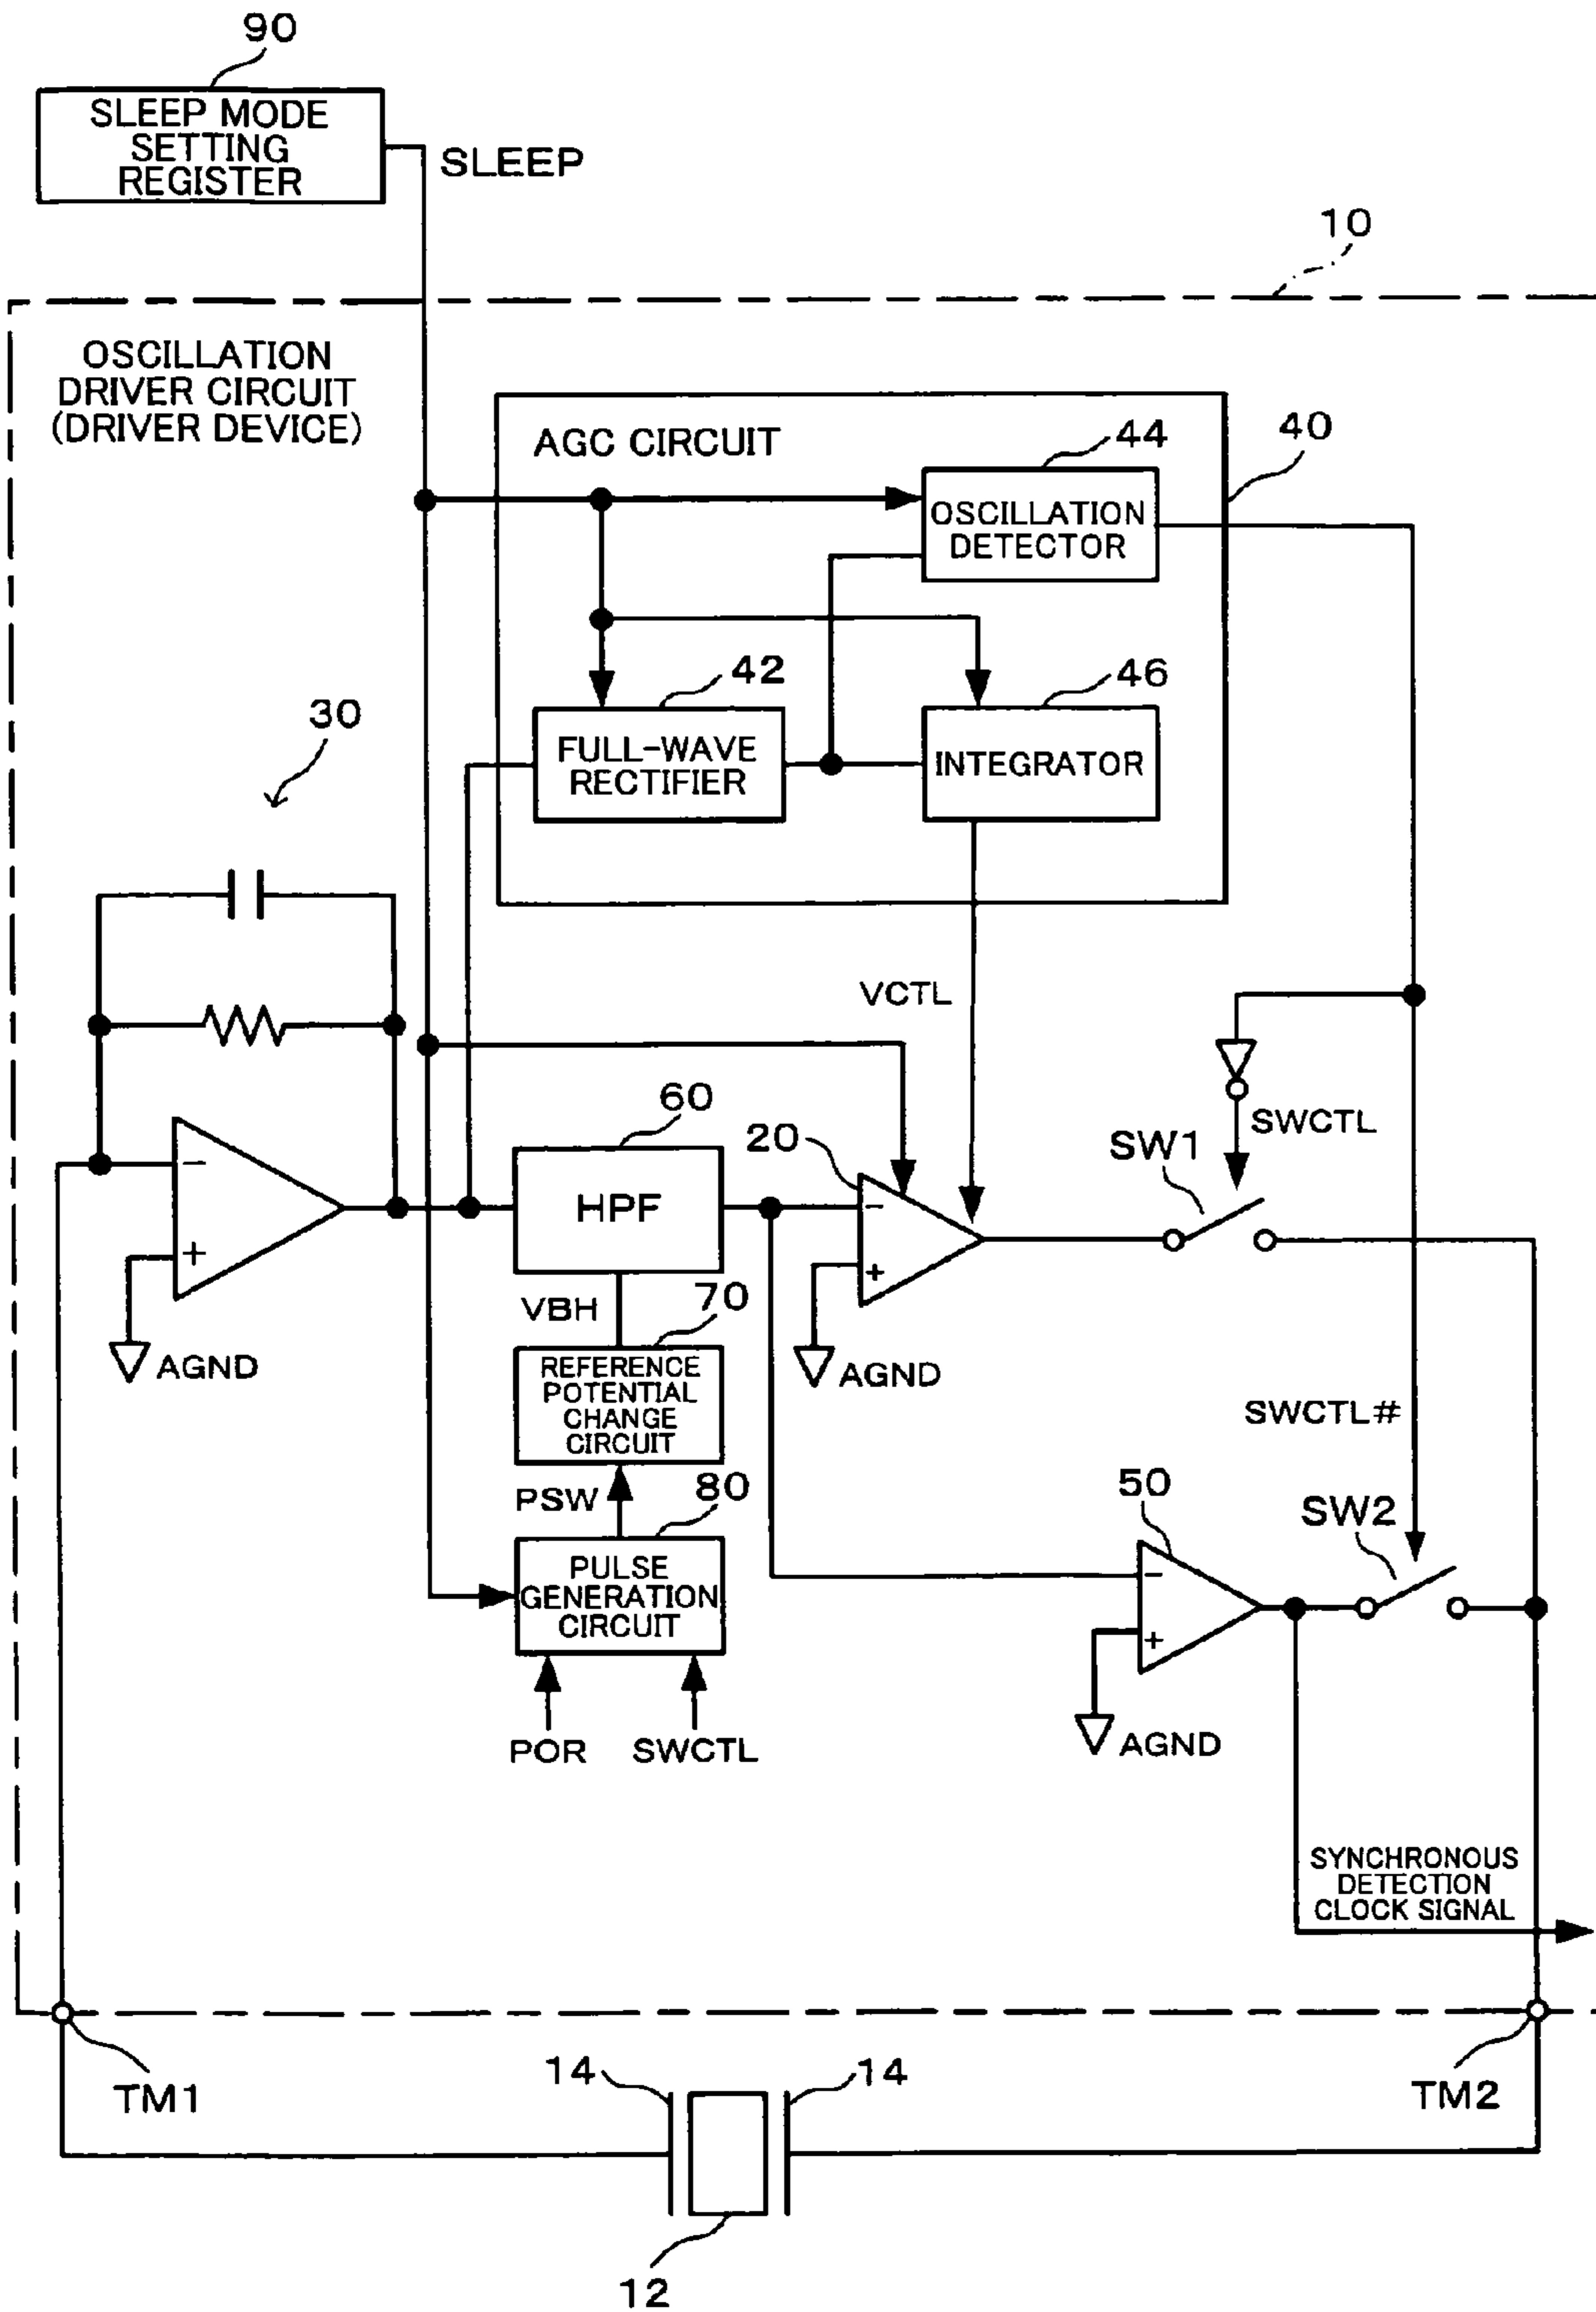 90
SLEEP MODE
SETTING
REGISTER
SLEEP
10
OSCILLATION
DRIVER CIRCUIT
(DRIVER DEVICE)
AGC CIRCUIT
44
40
OSCILLATION
DETECTOR
42
46
30
FULL-WAVE
RECTIFIER
INTEGRATOR
VCTL
60
20
SW1
SWCTL
−
+
HPF
−
+
VBH
70
AGND
AGND
REFERENCE
POTENTIAL
CHANGE
CIRCUIT
SWCTL#
PSW
80
50
SW2
PULSE
GENERATION
CIRCUIT
−
+
POR
SWCTL
AGND
SYNCHRONOUS
DETECTION
CLOCK SIGNAL
TM1
14
14
TM2
12